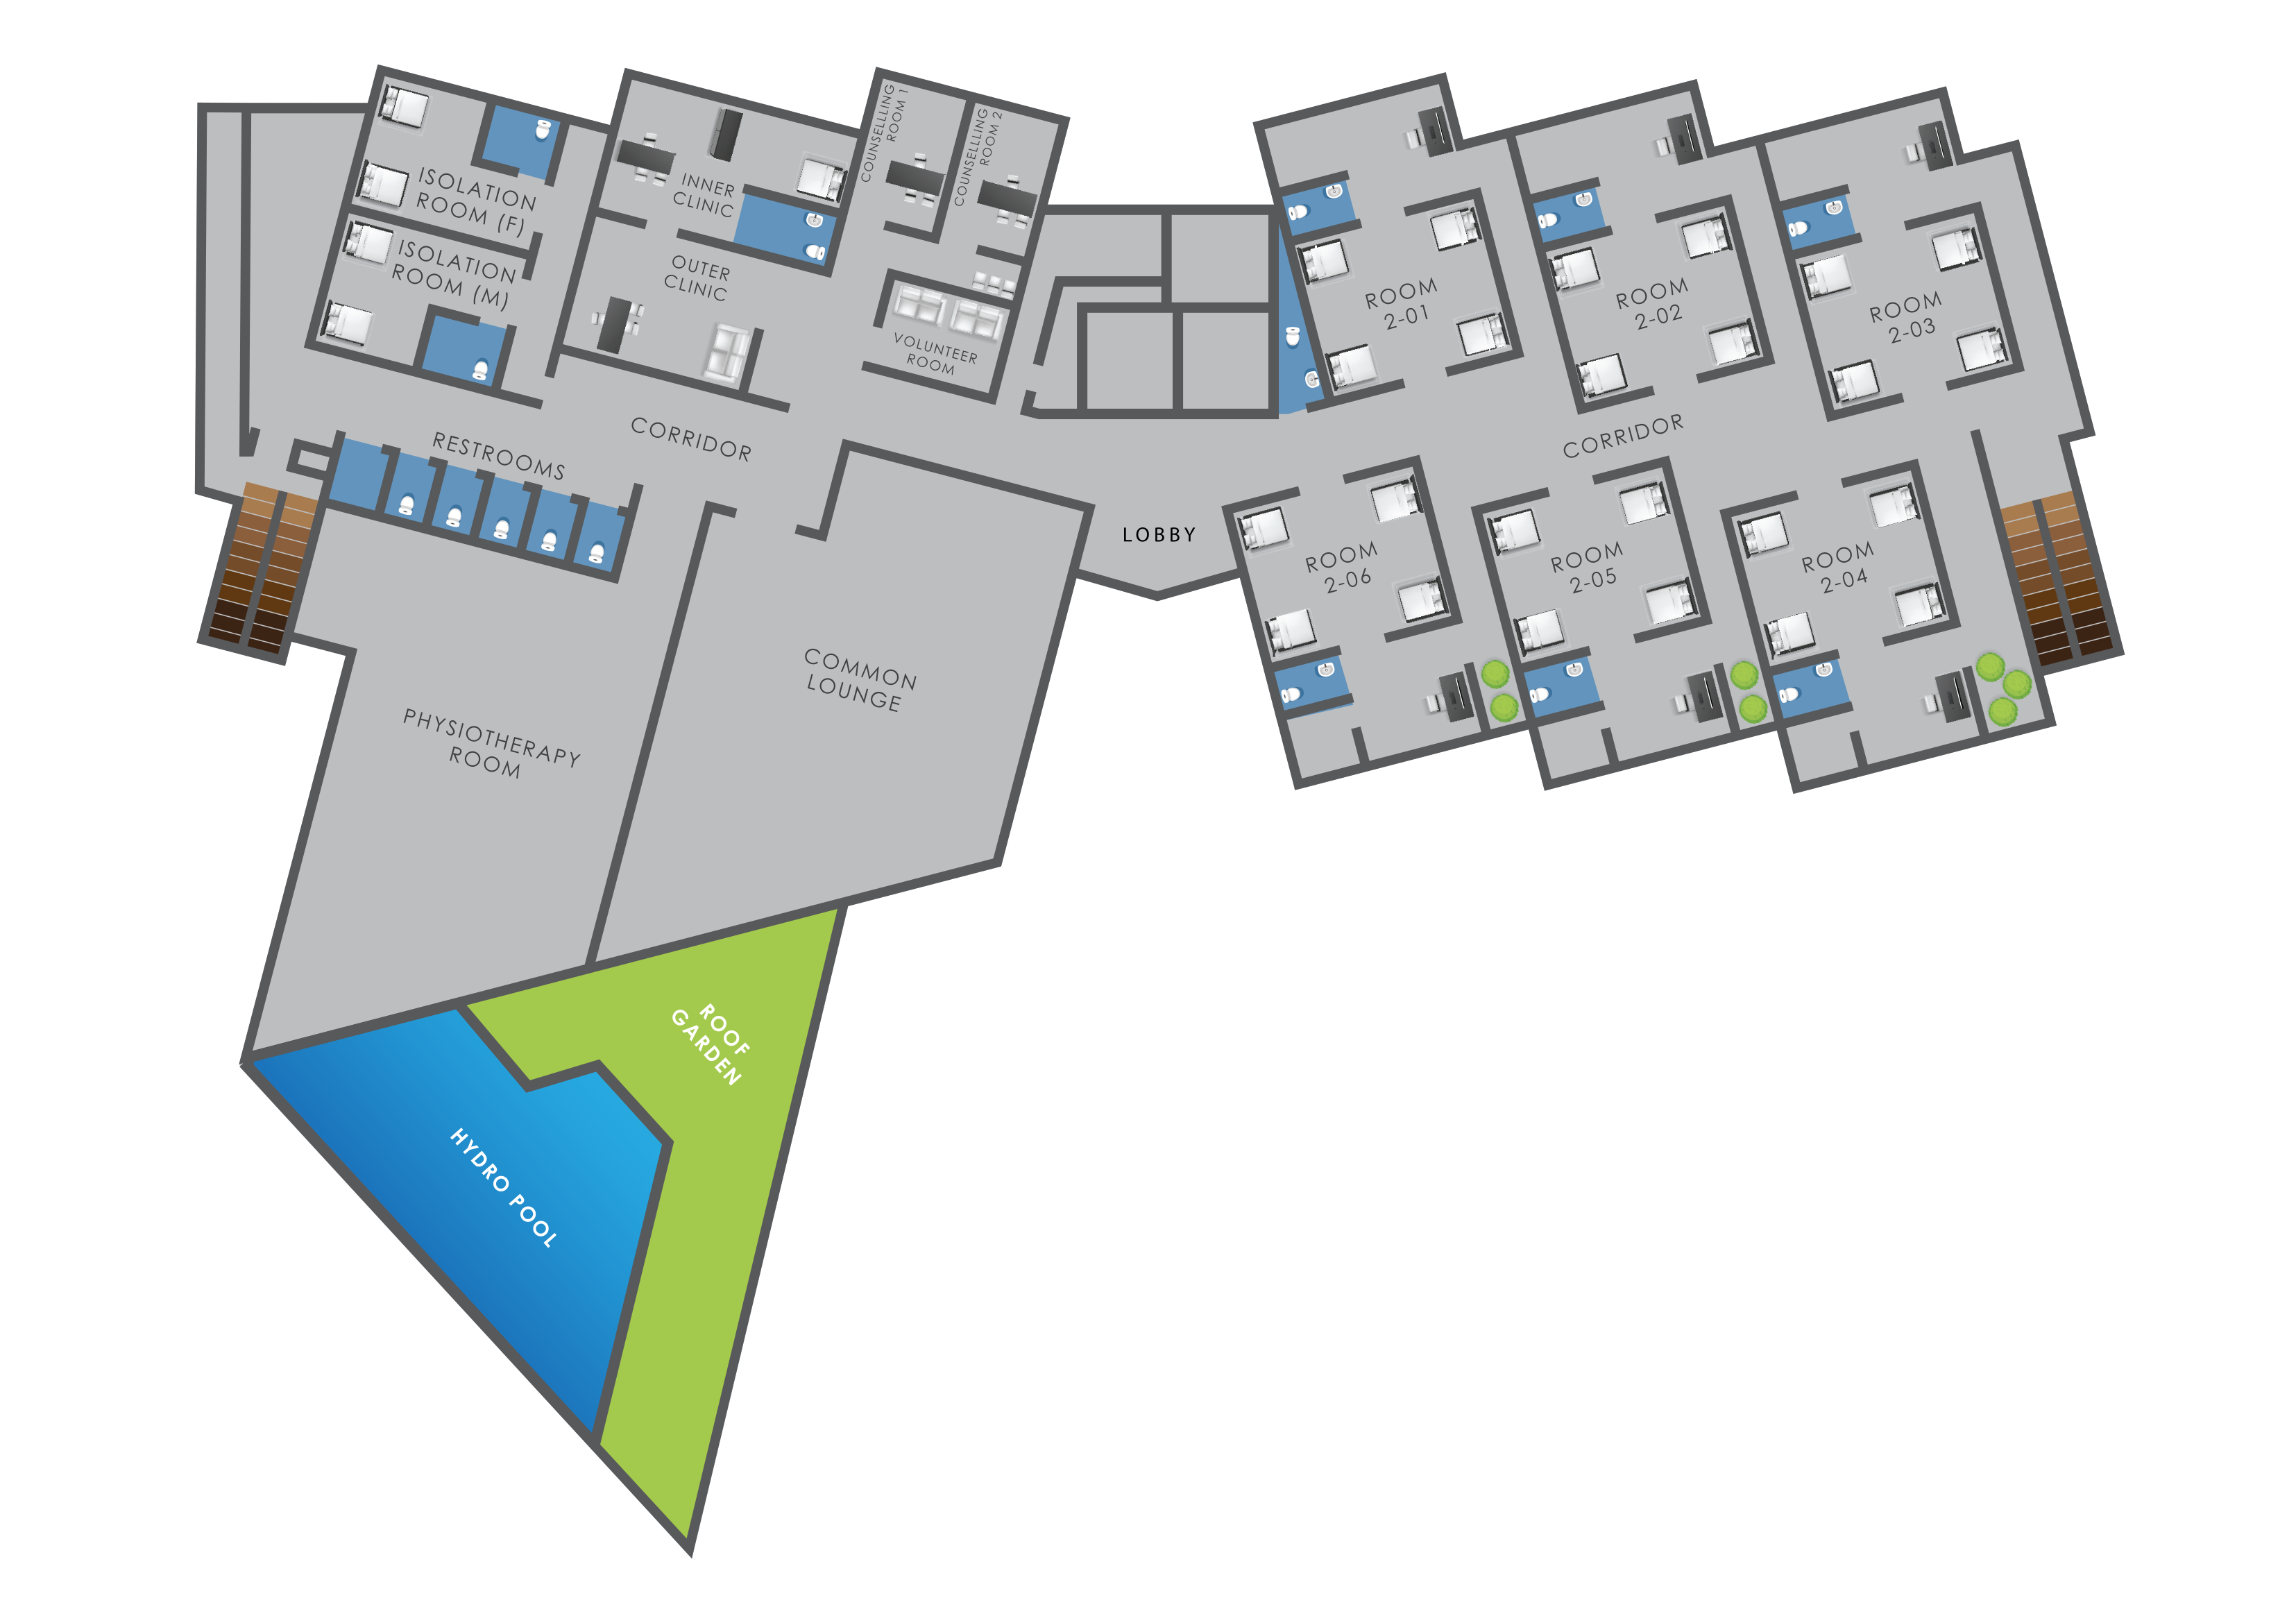 ISOLATION
ROOM (F)
ISOLATION
ROOM (M)
INNER
CLINIC
OUTER
CLINIC
COUNSELLLING
ROOM 1
COUNSELLLING
ROOM 2
VOLUNTEER
ROOM
RESTROOMS
CORRIDOR
LOBBY
ROOM
2-01
ROOM
2-02
ROOM
2-03
CORRIDOR
ROOM
2-06
ROOM
2-05
ROOM
2-04
COMMON
LOUNGE
PHYSIOTHERAPY
ROOM
ROOF
GARDEN
HYDRO POOL